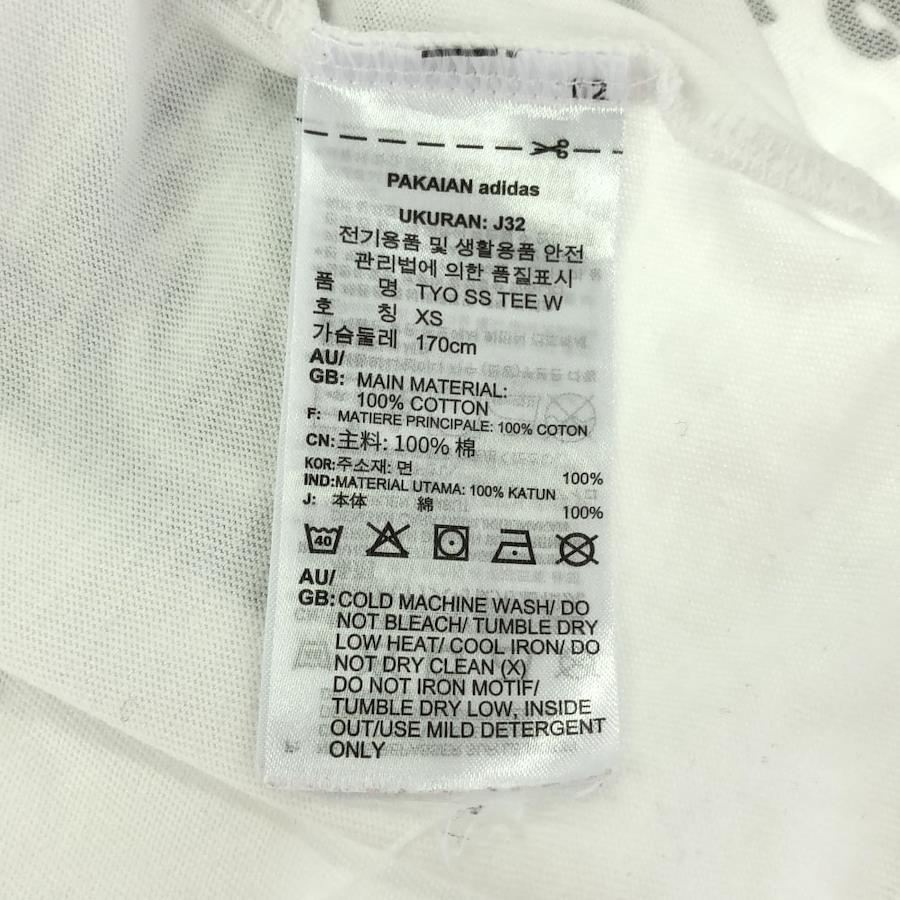 02
PAKAIAN adidas
UKURAN: J32
전기용품 및 생활용품 안전
관리법에 의한 품질표시
품 명 TYO SS TEE W
호 칭 XS
가슴둘레 170cm
AU/
GB: MAIN MATERIAL:
100% COTTON
F: MATIERE PRINCIPALE: 100% COTON
CN: 主料: 100% 棉
KOR: 주소재: 면 100%
IND: MATERIAL UTAMA: 100% KATUN
J: 本体 綿 100%
40
AU/
GB: COLD MACHINE WASH/ DO
NOT BLEACH/ TUMBLE DRY
LOW HEAT/ COOL IRON/ DO
NOT DRY CLEAN (X)
DO NOT IRON MOTIF/
TUMBLE DRY LOW, INSIDE
OUT/USE MILD DETERGENT
ONLY